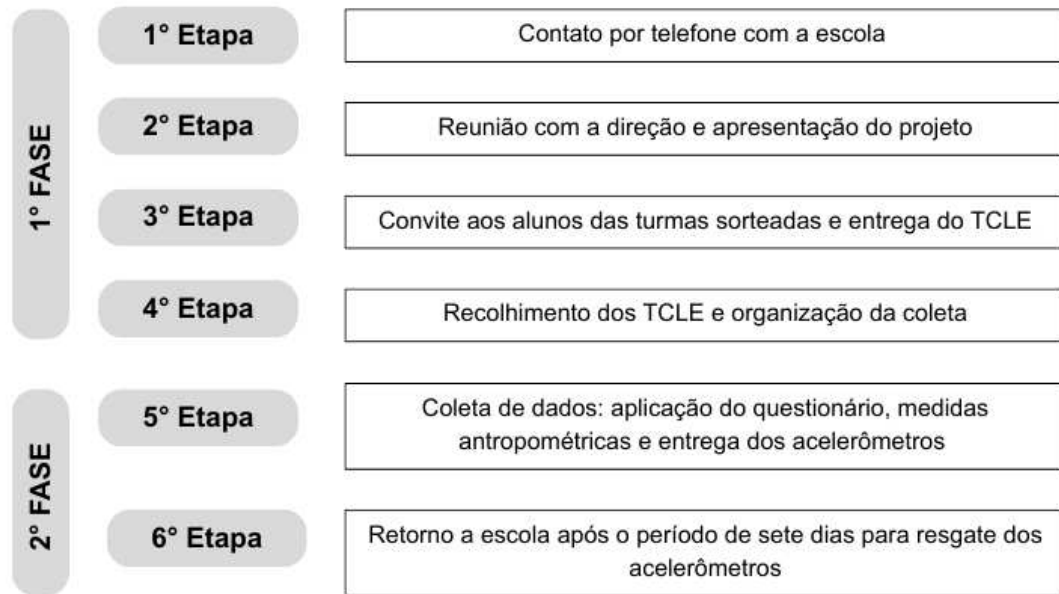 1° FASE
1° Etapa
Contato por telefone com a escola
2° Etapa
Reunião com a direção e apresentação do projeto
3° Etapa
Convite aos alunos das turmas sorteadas e entrega do TCLE
4° Etapa
Recolhimento dos TCLE e organização da coleta
2° FASE
5° Etapa
Coleta de dados: aplicação do questionário, medidas
antropométricas e entrega dos acelerômetros
6° Etapa
Retorno a escola após o período de sete dias para resgate dos
acelerômetros